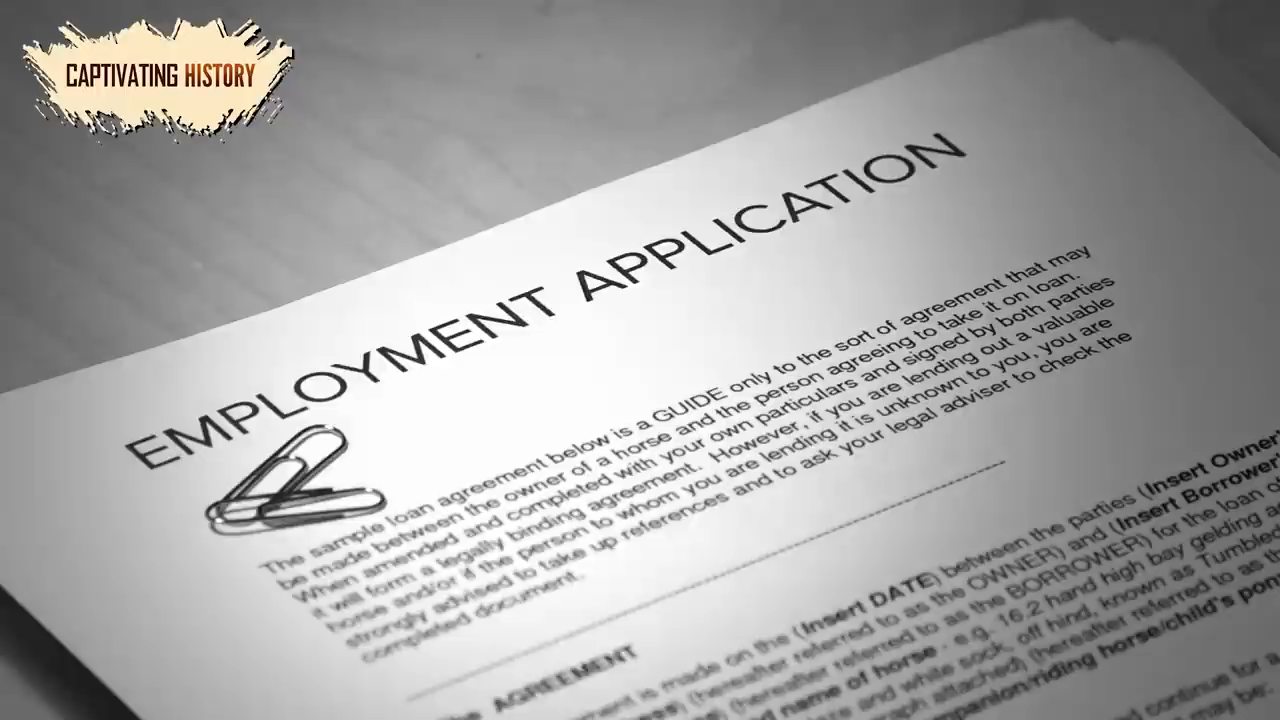 CAPTIVATING HISTORY
EMPLOYMENT APPLICATION
The sample loan agreement below is a GUIDE only to the sort of agreement that may
be made between the owner of a horse and the person agreeing to take it on loan.
When amended and completed with your own particulars and signed by both parties
it will form a legally binding agreement. However, if you are lending out a valuable
horse and/or if the person to whom you are lending it is unknown to you, you are
strongly advised to take up references and to ask your legal adviser to check the
completed document.
AGREEMENT
is made on the (Insert DATE) between the parties (Insert Owner
(hereafter referred to as the OWNER) and (Insert Borrower
(hereafter referred to as the BORROWER) for the loan of
name of horse - e.g. 16.2 hand high bay gelding
and white sock, off hind, known as
attached) (hereafter referred to as
riding horse/child's
continue for a
may be: